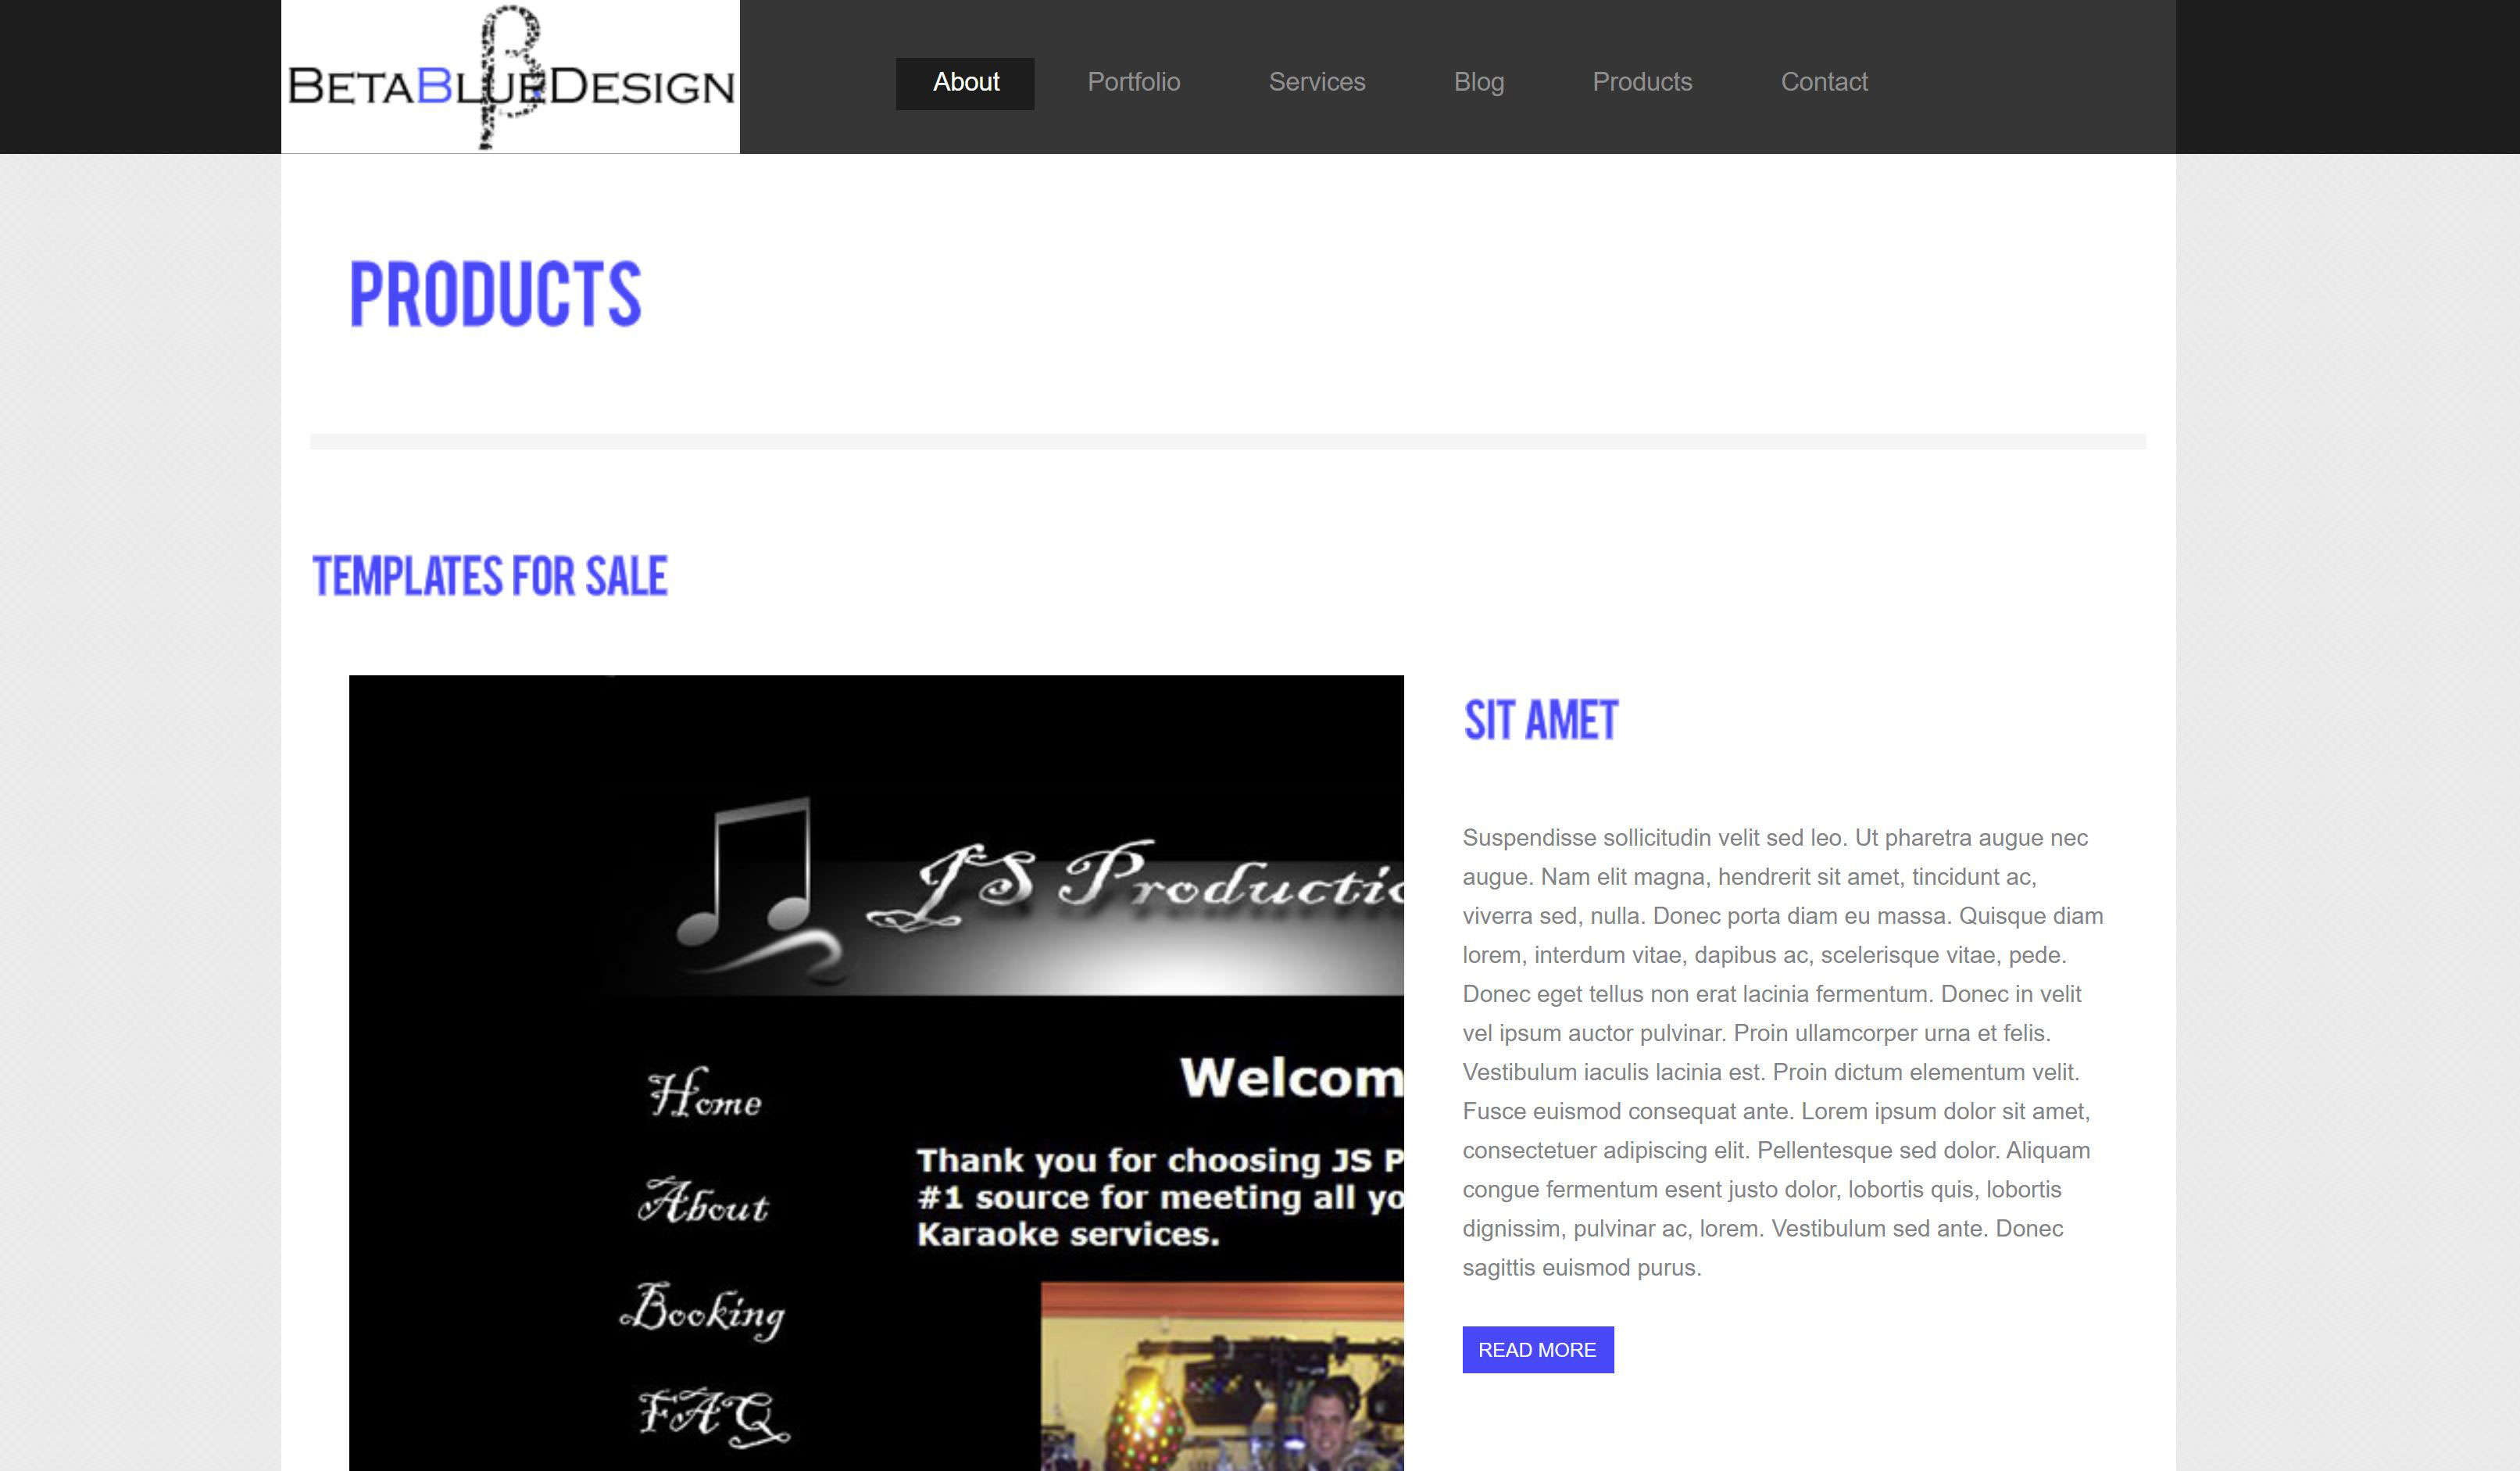 BETABLUEDESIGN
About
Portfolio
Services
Blog
Products
Contact
PRODUCTS
TEMPLATES FOR SALE
JS Productio
Home
About
Booking
FAQ
Welcom
Thank you for choosing JS P
#1 source for meeting all yo
Karaoke services.
SIT AMET
Suspendisse sollicitudin velit sed leo. Ut pharetra augue nec
augue. Nam elit magna, hendrerit sit amet, tincidunt ac,
viverra sed, nulla. Donec porta diam eu massa. Quisque diam
lorem, interdum vitae, dapibus ac, scelerisque vitae, pede.
Donec eget tellus non erat lacinia fermentum. Donec in velit
vel ipsum auctor pulvinar. Proin ullamcorper urna et felis.
Vestibulum iaculis lacinia est. Proin dictum elementum velit.
Fusce euismod consequat ante. Lorem ipsum dolor sit amet,
consectetuer adipiscing elit. Pellentesque sed dolor. Aliquam
congue fermentum esent justo dolor, lobortis quis, lobortis
dignissim, pulvinar ac, lorem. Vestibulum sed ante. Donec
sagittis euismod purus.
READ MORE